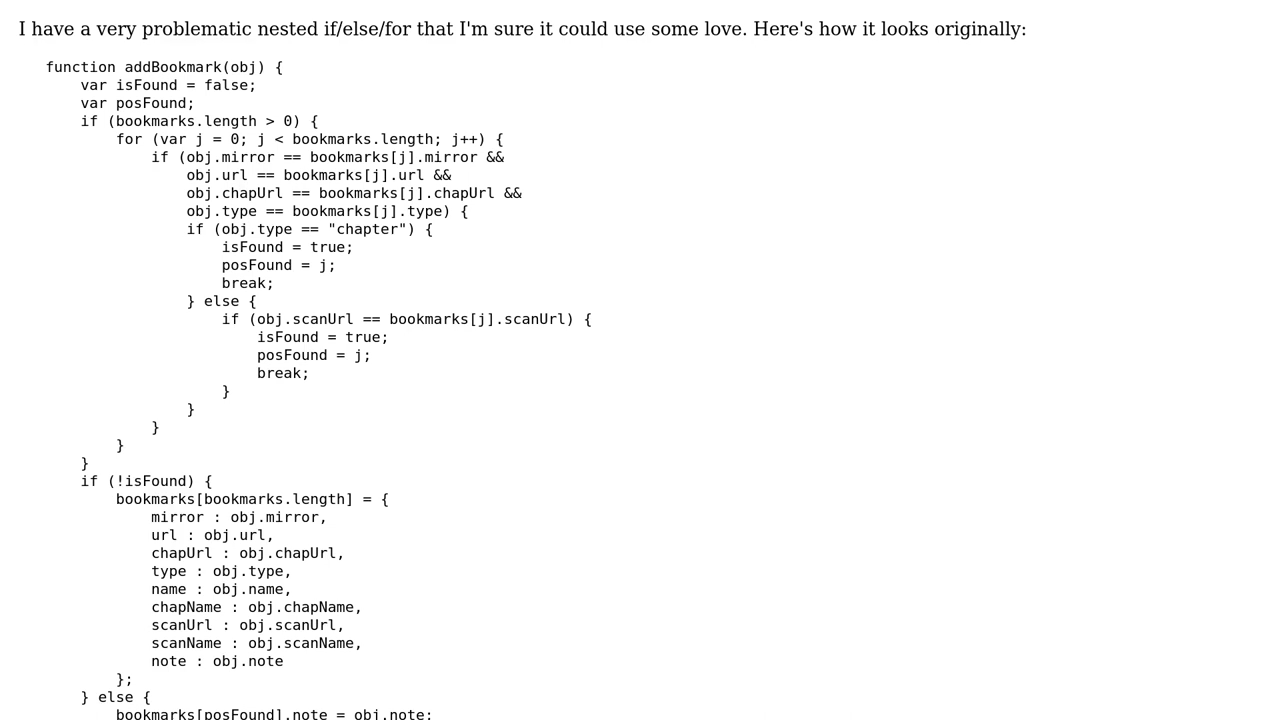 I have a very problematic nested if/else/for that I'm sure it could use some love. Here's how it looks originally:
function addBookmark(obj) {
    var isFound = false;
    var posFound;
    if (bookmarks.length > 0) {
        for (var j = 0; j < bookmarks.length; j++) {
            if (obj.mirror == bookmarks[j].mirror &&
                obj.url == bookmarks[j].url &&
                obj.chapUrl == bookmarks[j].chapUrl &&
                obj.type == bookmarks[j].type) {
                if (obj.type == "chapter") {
                    isFound = true;
                    posFound = j;
                    break;
                } else {
                    if (obj.scanUrl == bookmarks[j].scanUrl) {
                        isFound = true;
                        posFound = j;
                        break;
                    }
                }
            }
        }
    }
    if (!isFound) {
        bookmarks[bookmarks.length] = {
            mirror : obj.mirror,
            url : obj.url,
            chapUrl : obj.chapUrl,
            type : obj.type,
            name : obj.name,
            chapName : obj.chapName,
            scanUrl : obj.scanUrl,
            scanName : obj.scanName,
            note : obj.note
        };
    } else {
        bookmarks[posFound].note = obj.note;